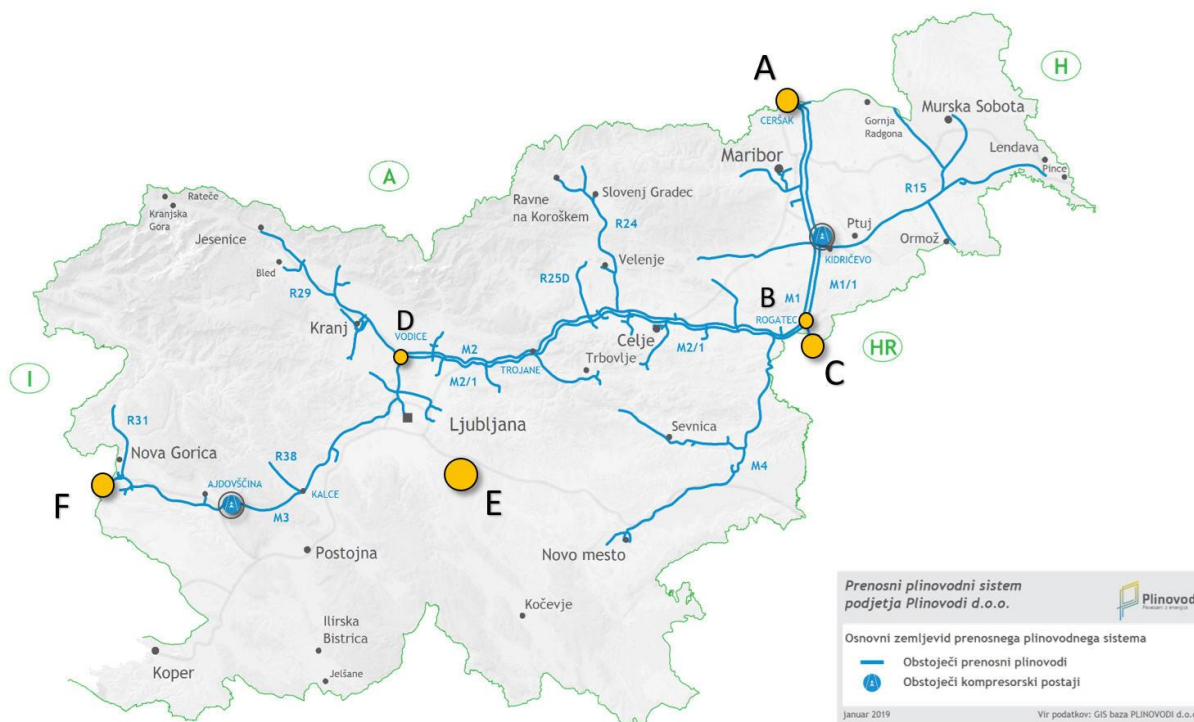 A
H
CERŠAK
Gornja
Radgona
Murska Sobota
Maribor
Lendava
Pince
A
Rateče
Kranjska
Gora
Jesenice
Ravne
na Koroškem
Slovenj Gradec
R24
R15
Ptuj
Ormož
KIDRIČEVO
Bled
R29
Velenje
R25D
M1
M1/1
B
ROGATEC
Kranj
D
VODICE
M2
Celje
M2/1
HR
C
I
TROJANE
Trbovlje
M2/1
R31
Ljubljana
Sevnica
Nova Gorica
R38
M4
F
AJDOVŠČINA
KALCE
E
M3
Postojna
Novo mesto
Kočevje
Ilirska
Bistrica
Koper
Jelšane
Prenosni plinovodni sistem
podjetja Plinovodi d.o.o.
Plinovodi
Povezani z energijo
Osnovni zemljevid prenosnega plinovodnega sistema
Obstoječi prenosni plinovodi
Obstoječi kompresorski postaji
januar 2019
Vir podatkov: GIS baza PLINOVODI d.o.o.